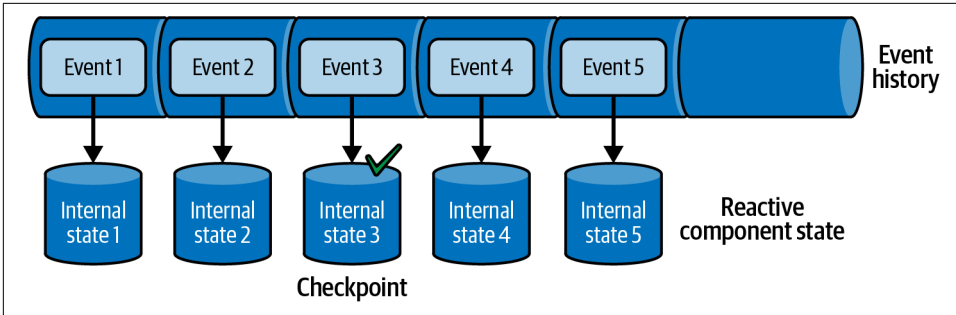 Event 1
Event 2
Event 3
Event 4
Event 5
Event
history
Internal
state 1
Internal
state 2
Internal
state 3
Internal
state 4
Internal
state 5
Reactive
component state
Checkpoint